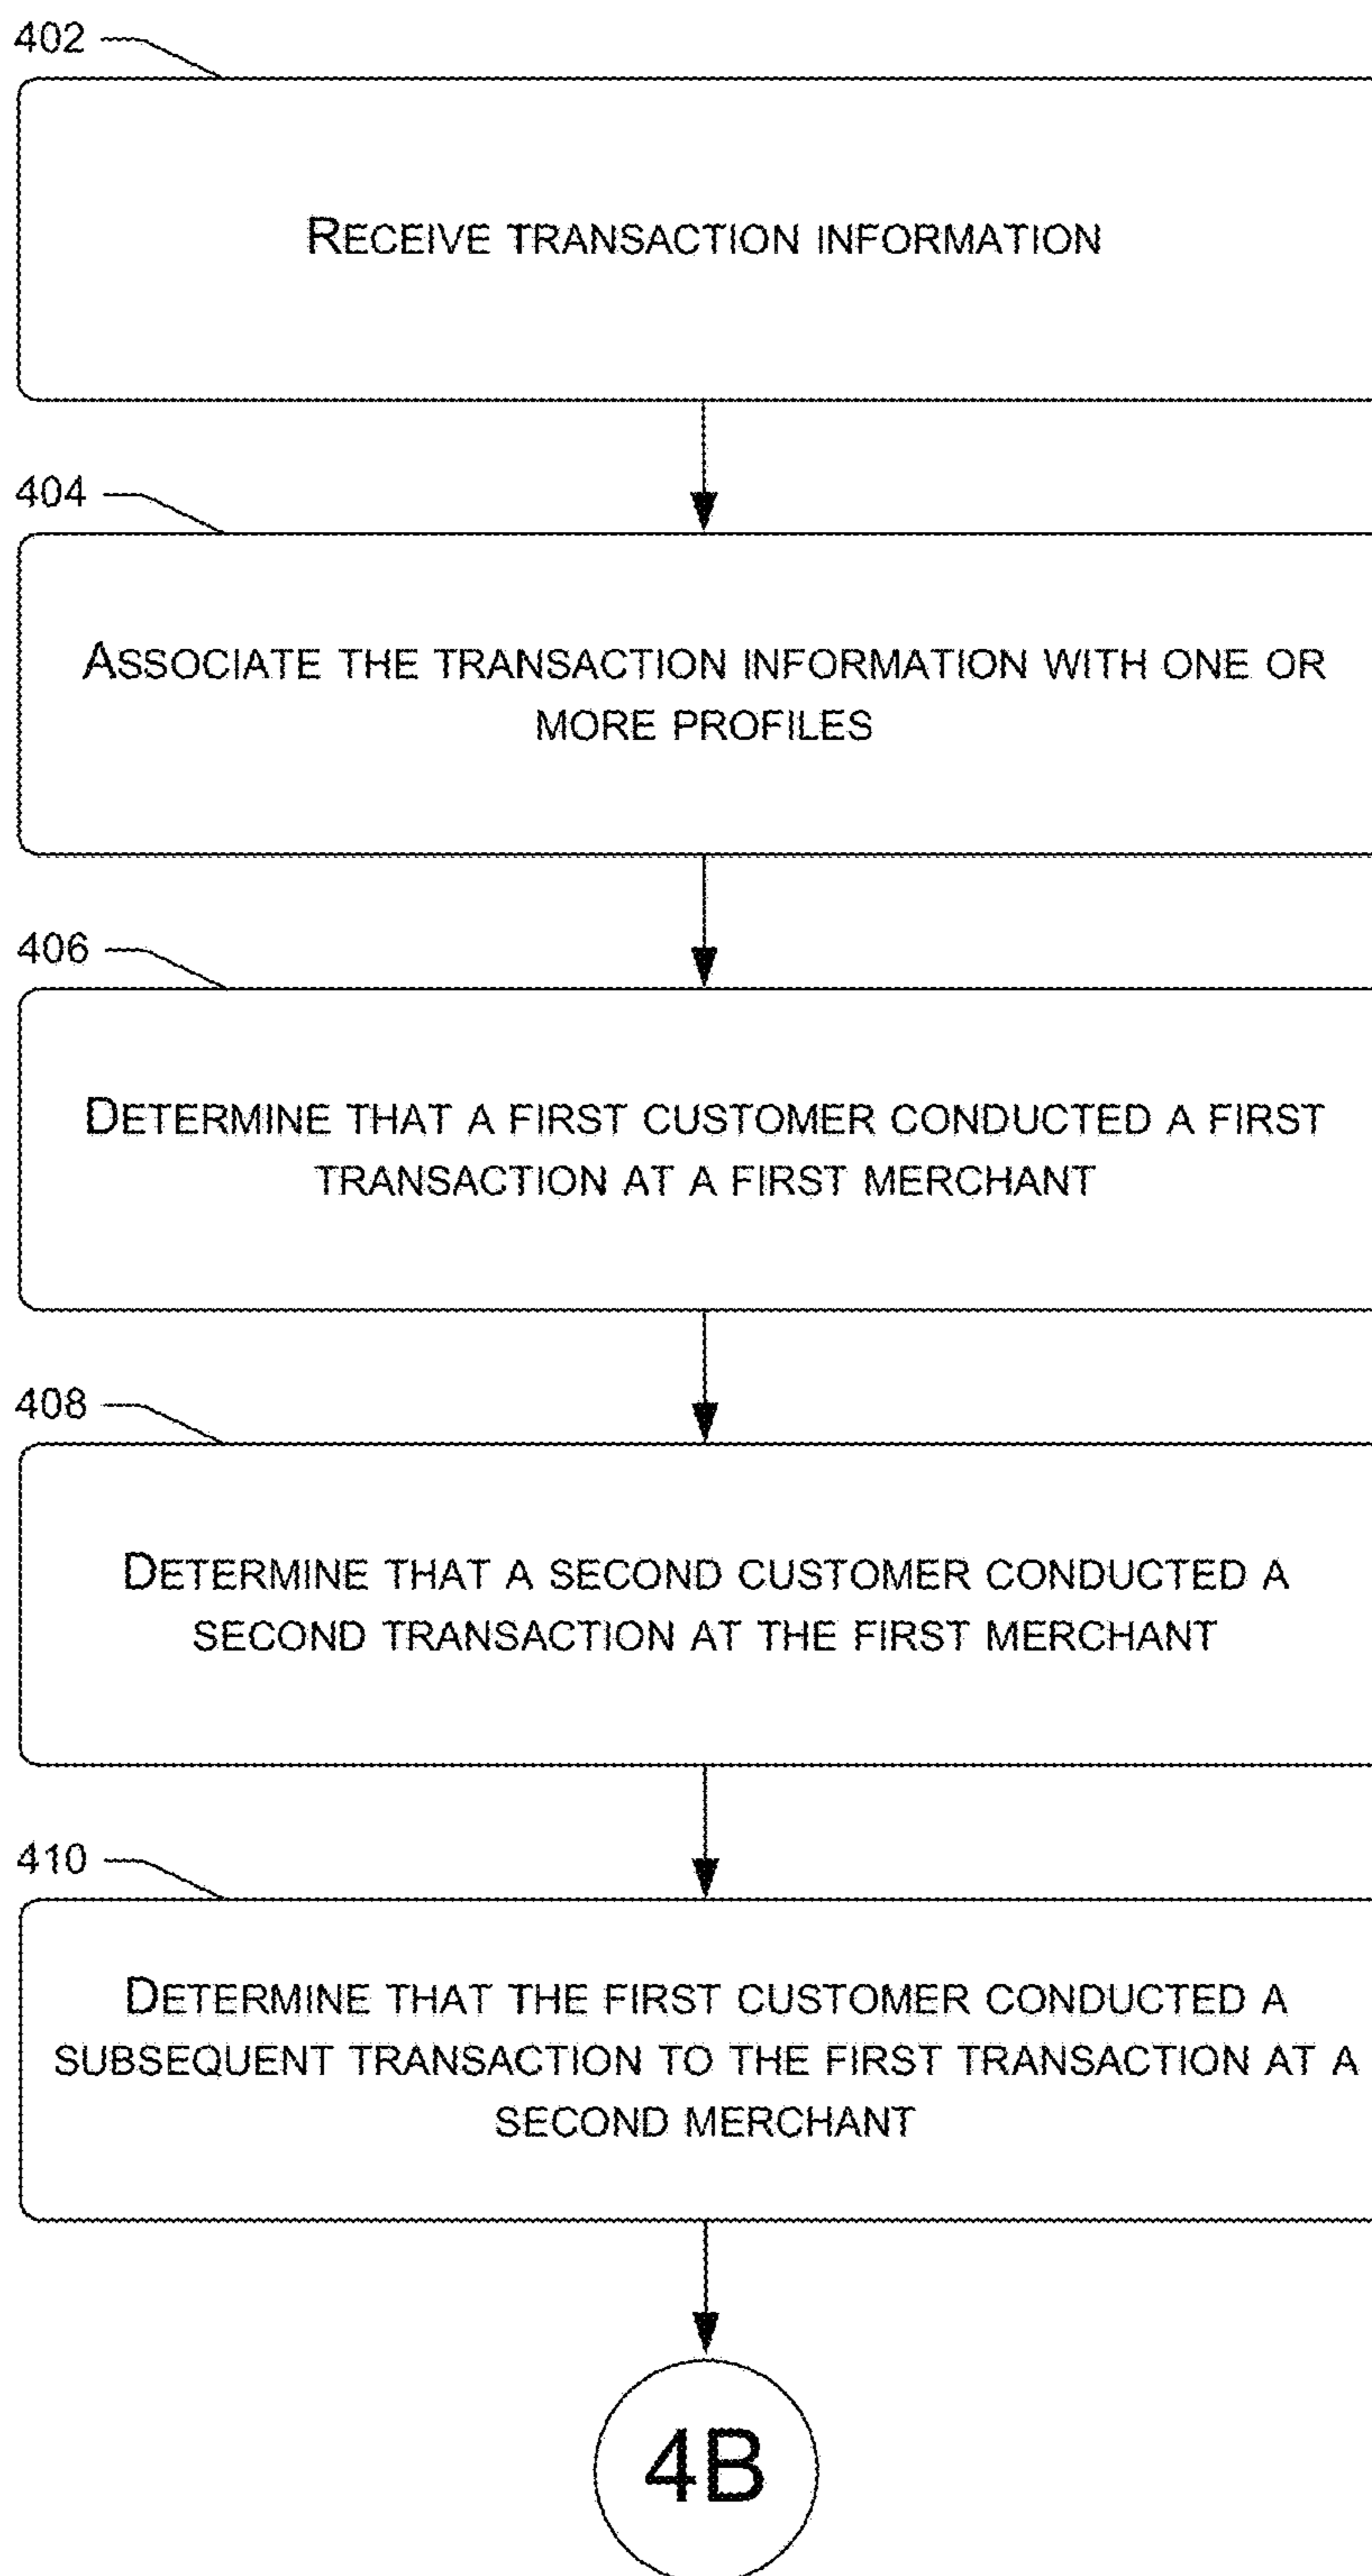 402
RECEIVE TRANSACTION INFORMATION
404
ASSOCIATE THE TRANSACTION INFORMATION WITH ONE OR
MORE PROFILES
406
DETERMINE THAT A FIRST CUSTOMER CONDUCTED A FIRST
TRANSACTION AT A FIRST MERCHANT
408
DETERMINE THAT A SECOND CUSTOMER CONDUCTED A
SECOND TRANSACTION AT THE FIRST MERCHANT
410
DETERMINE THAT THE FIRST CUSTOMER CONDUCTED A
SUBSEQUENT TRANSACTION TO THE FIRST TRANSACTION AT A
SECOND MERCHANT
4B